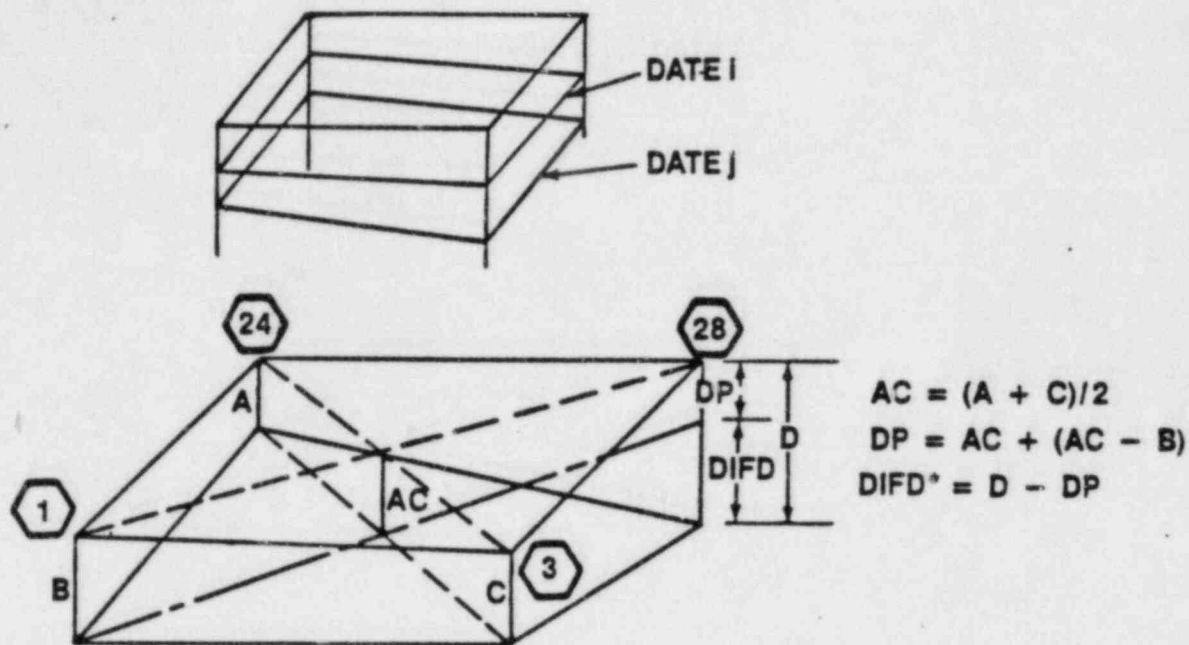 DATE i
DATE j
24
28
A
DP
D
DIFD
AC = (A + C)/2
DP = AC + (AC - B)
DIFD* = D - DP
1
AC
B
C
3